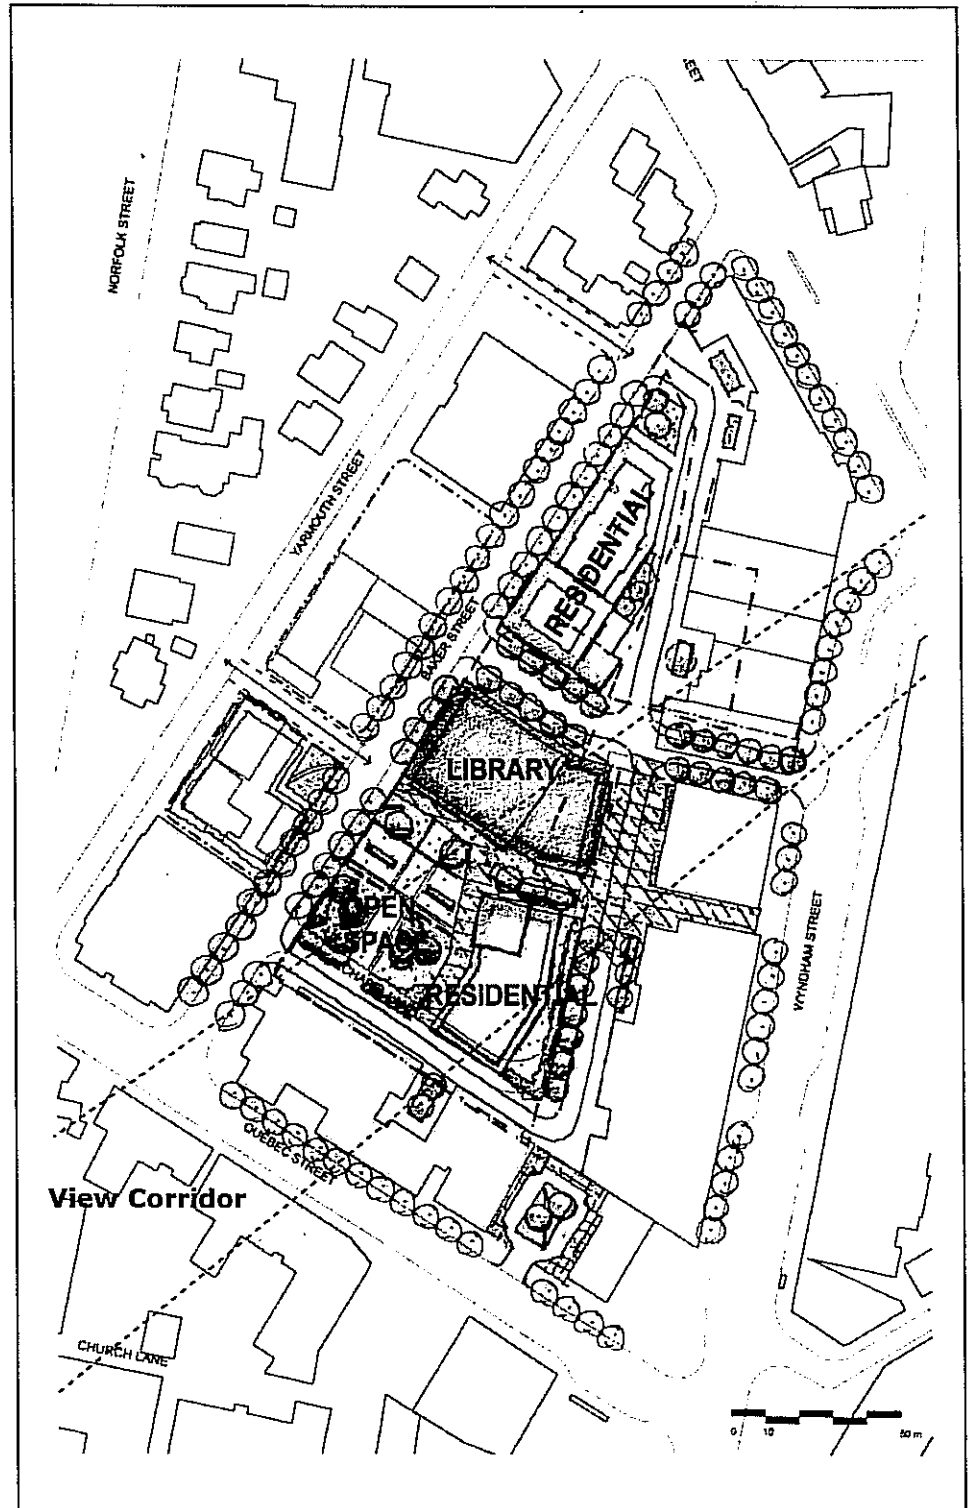 STREET
NORFOLK STREET
YARMOUTH STREET
RESIDENTIAL
BAKER STREET
LIBRARY
OPEN
SPACE
RESIDENTIAL
WYNDHAM STREET
QUEBEC STREET
View Corridor
CHURCH LANE
0 10 50 m